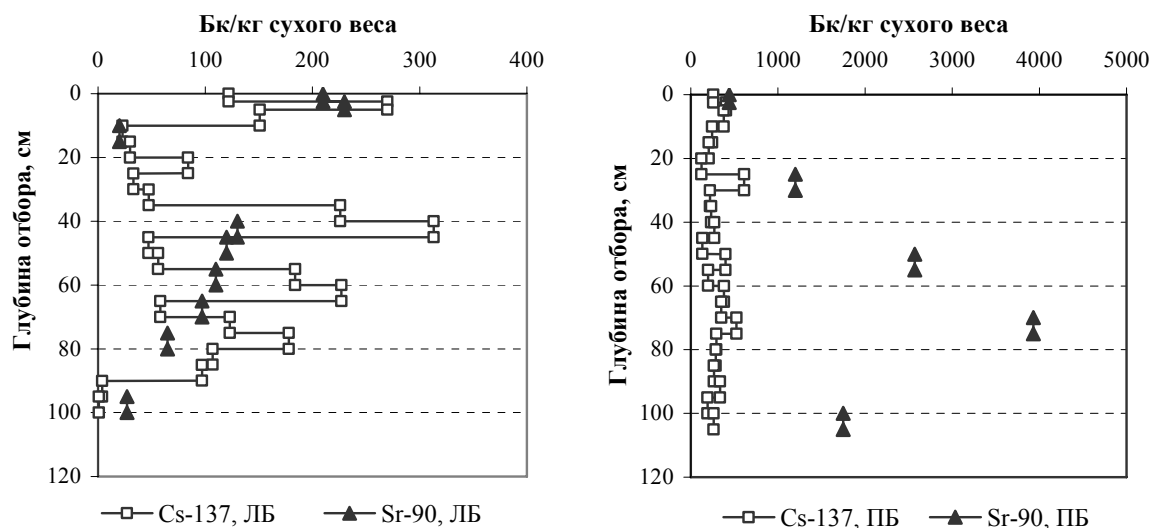 Бк/кг сухого веса
0 100 200 300 400
0
20
40
60
80
100
120
Глубина отбора, см
Cs-137, ЛБ Sr-90, ЛБ
Бк/кг сухого веса
0 1000 2000 3000 4000 5000
0
20
40
60
80
100
120
Глубина отбора, см
Cs-137, ПБ Sr-90, ПБ